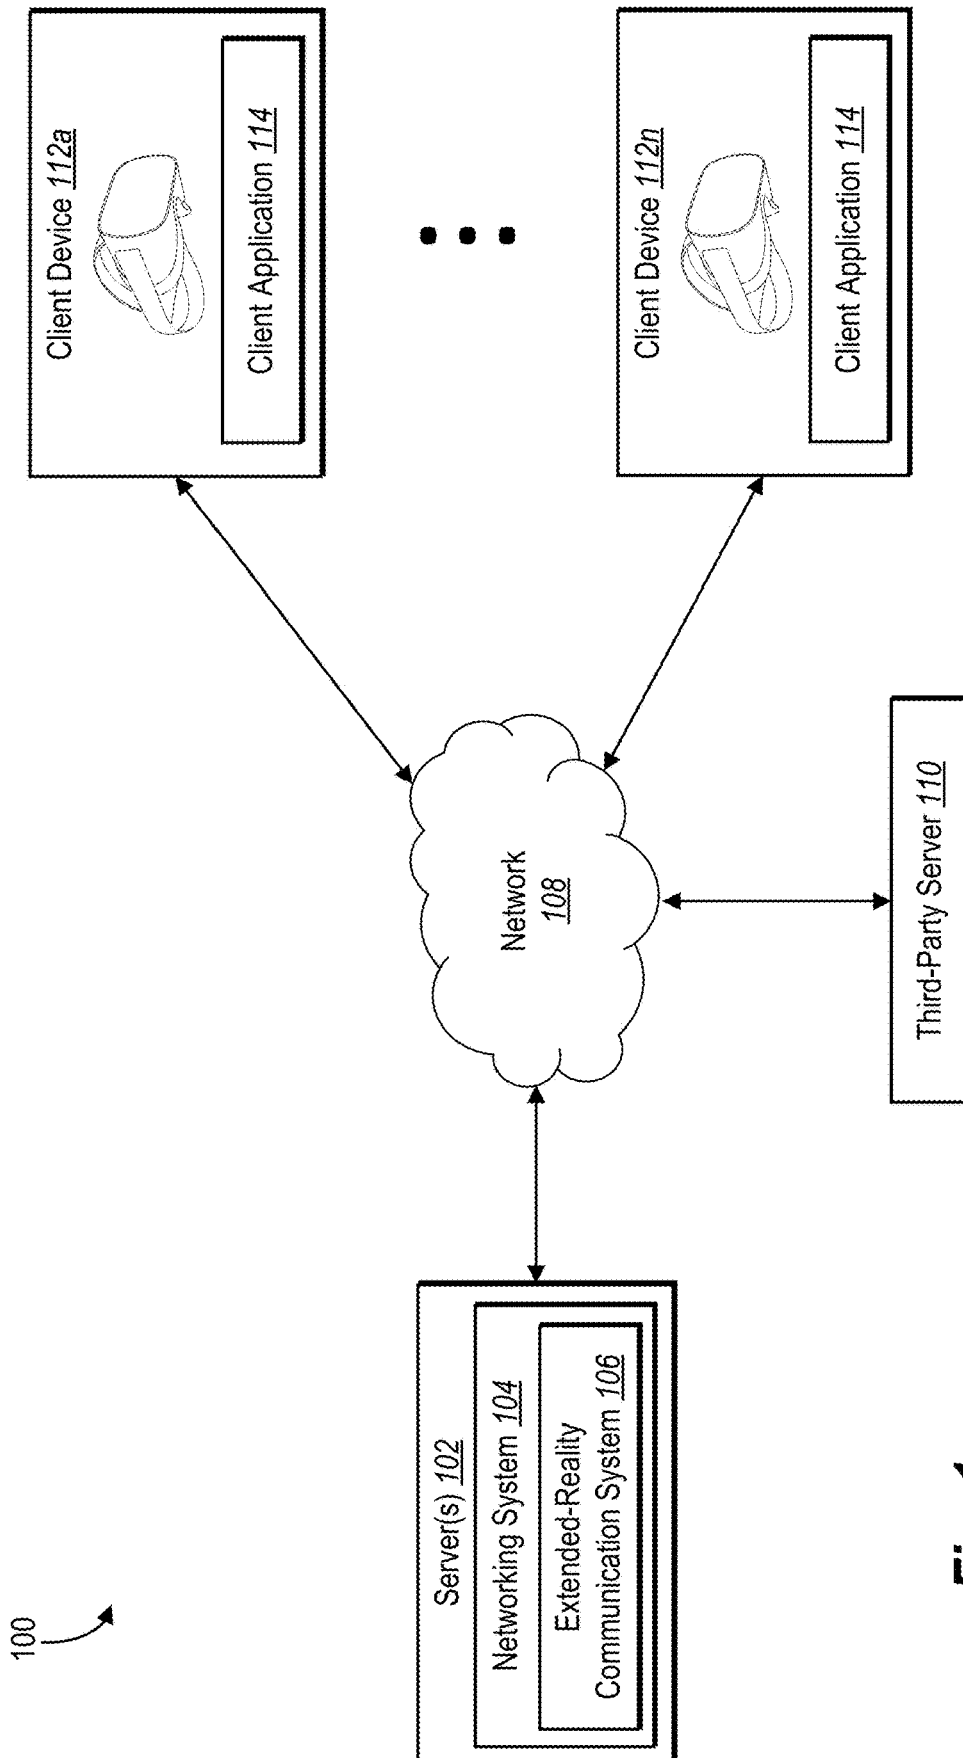 100
Server(s) 102
Networking System 104
Extended-Reality
Communication System 106
Network
108
Third-Party Server 110
Client Device 112a
Client Application 114
Client Device 112n
Client Application 114